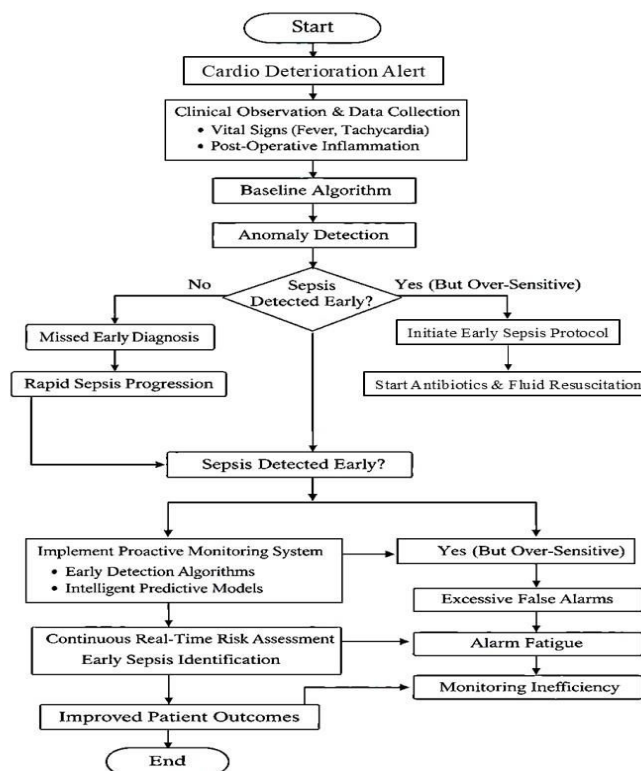 Start
Cardio Deterioration Alert
Clinical Observation & Data Collection
• Vital Signs (Fever, Tachycardia)
• Post-Operative Inflammation
Baseline Algorithm
Anomaly Detection
No
Sepsis
Detected Early?
Yes (But Over-Sensitive)
Missed Early Diagnosis
Initiate Early Sepsis Protocol
Rapid Sepsis Progression
Start Antibiotics & Fluid Resuscitation
Sepsis Detected Early?
Implement Proactive Monitoring System
• Early Detection Algorithms
• Intelligent Predictive Models
Yes (But Over-Sensitive)
Excessive False Alarms
Continuous Real-Time Risk Assessment
Early Sepsis Identification
Alarm Fatigue
Monitoring Inefficiency
Improved Patient Outcomes
End